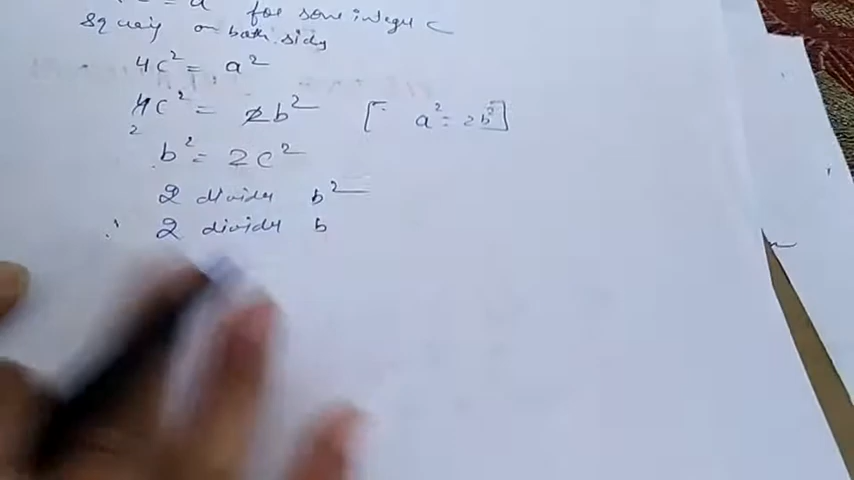 for some integer c
Squaring on both sides
4c² = a²
4c² = 2b² [∵ a² = 2b²]
2
b² = 2c²
2 divides b²
∴ 2 divides b